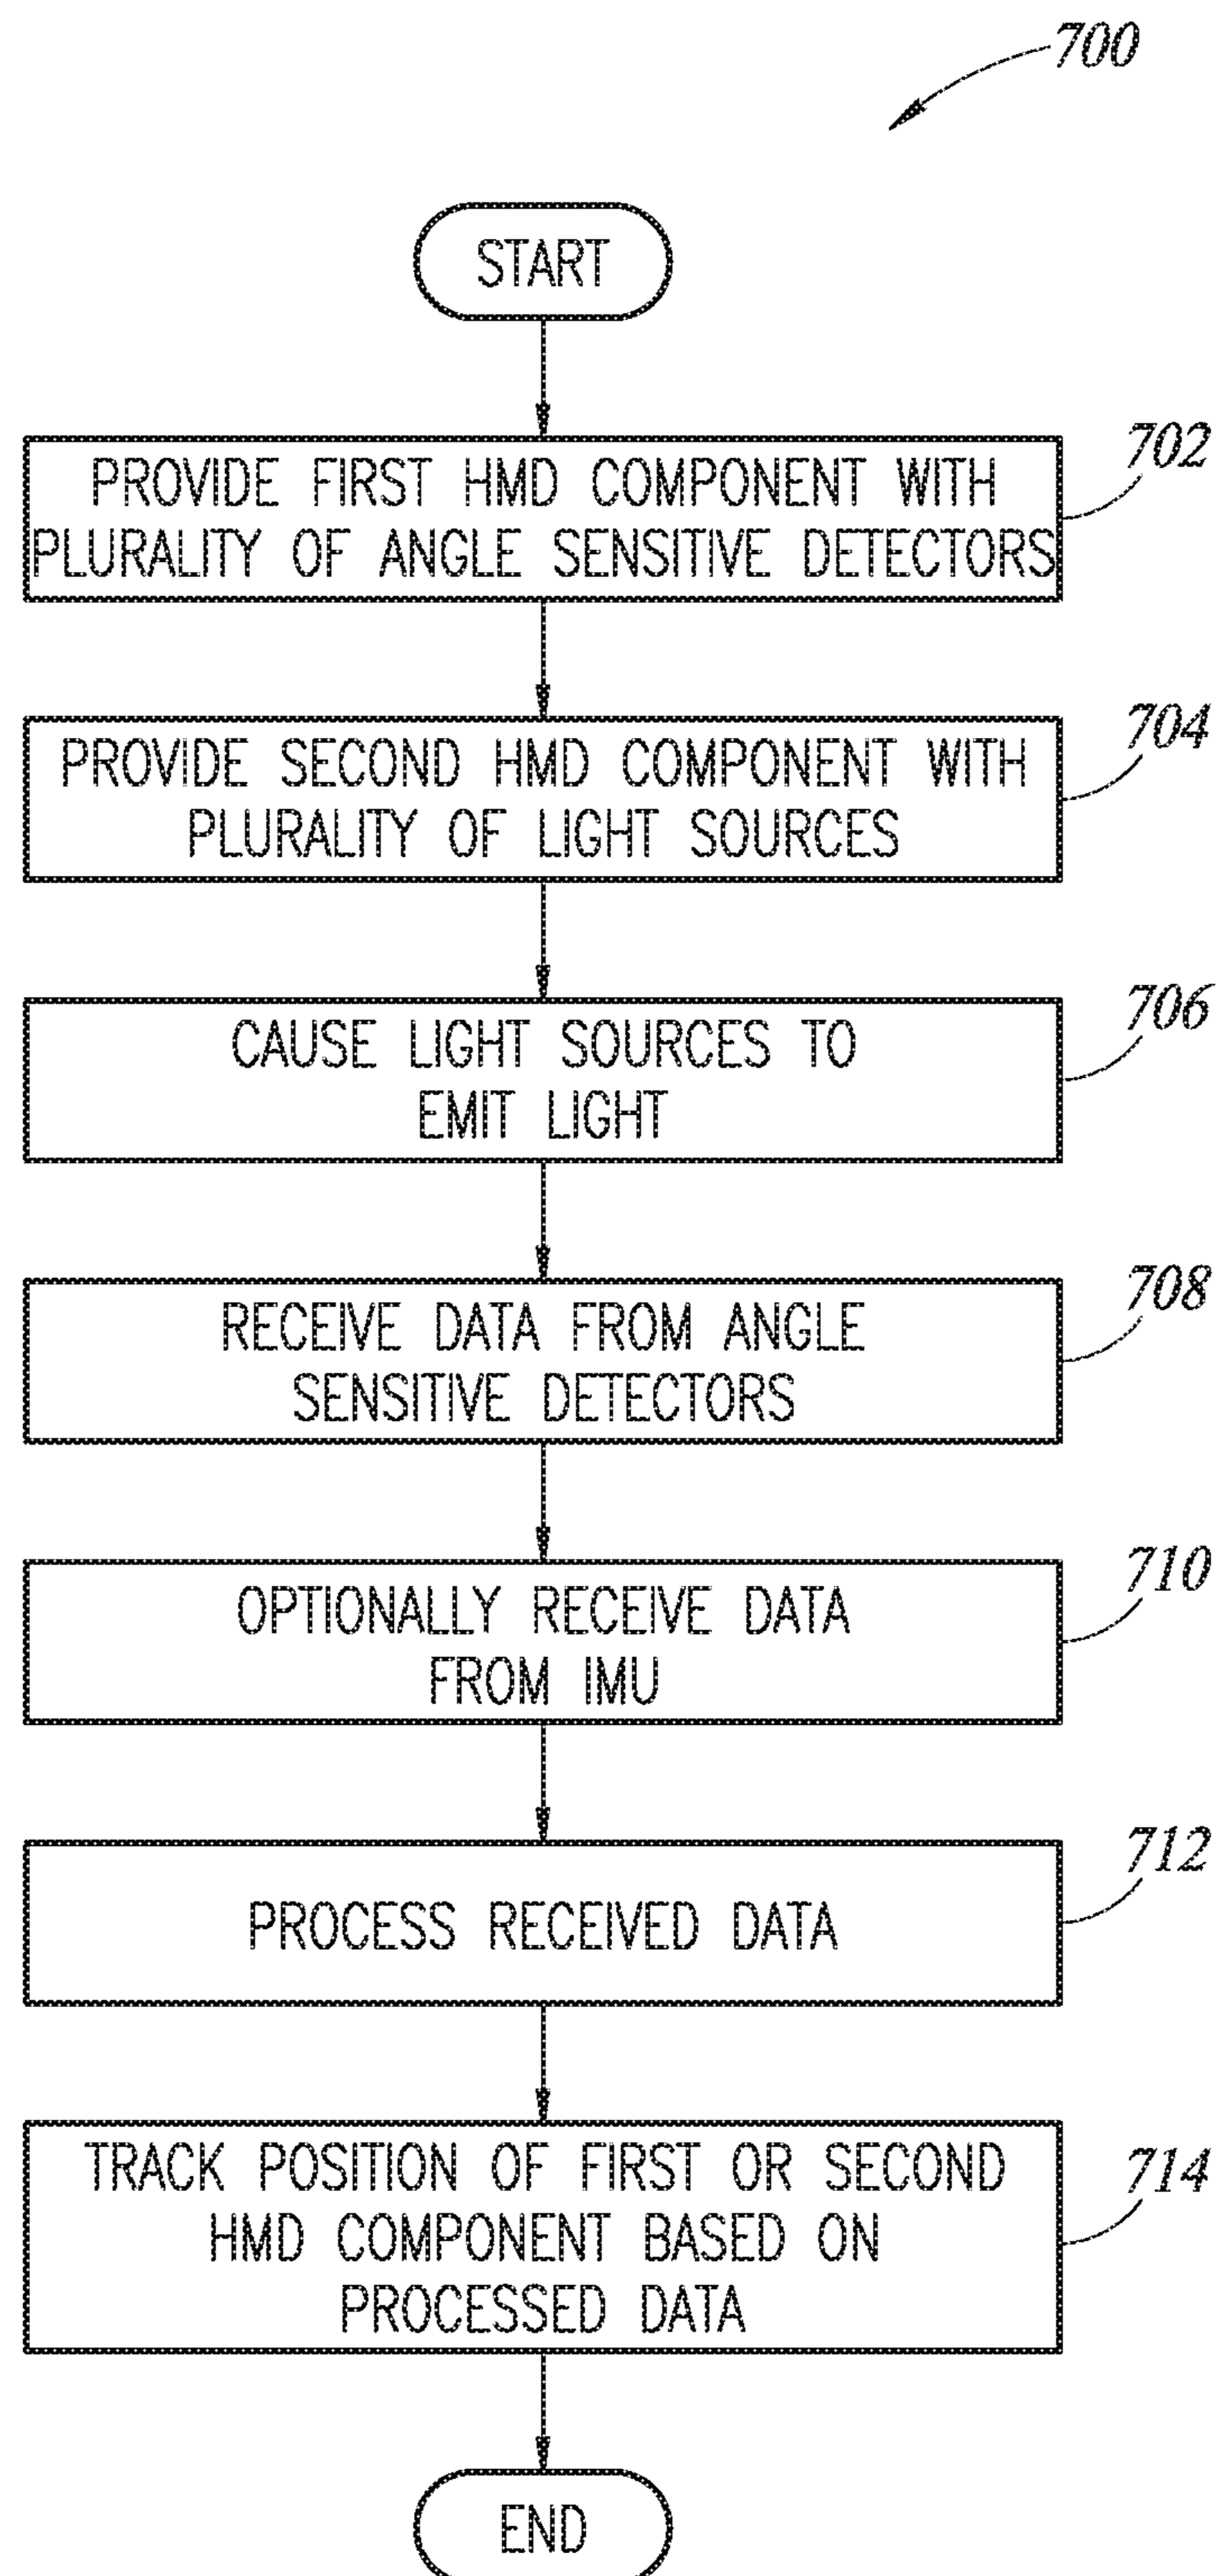 700
START
PROVIDE FIRST HMD COMPONENT WITH
PLURALITY OF ANGLE SENSITIVE DETECTORS
702
PROVIDE SECOND HMD COMPONENT WITH
PLURALITY OF LIGHT SOURCES
704
CAUSE LIGHT SOURCES TO
EMIT LIGHT
706
RECEIVE DATA FROM ANGLE
SENSITIVE DETECTORS
708
OPTIONALLY RECEIVE DATA
FROM IMU
710
PROCESS RECEIVED DATA
712
TRACK POSITION OF FIRST OR SECOND
HMD COMPONENT BASED ON
PROCESSED DATA
714
END